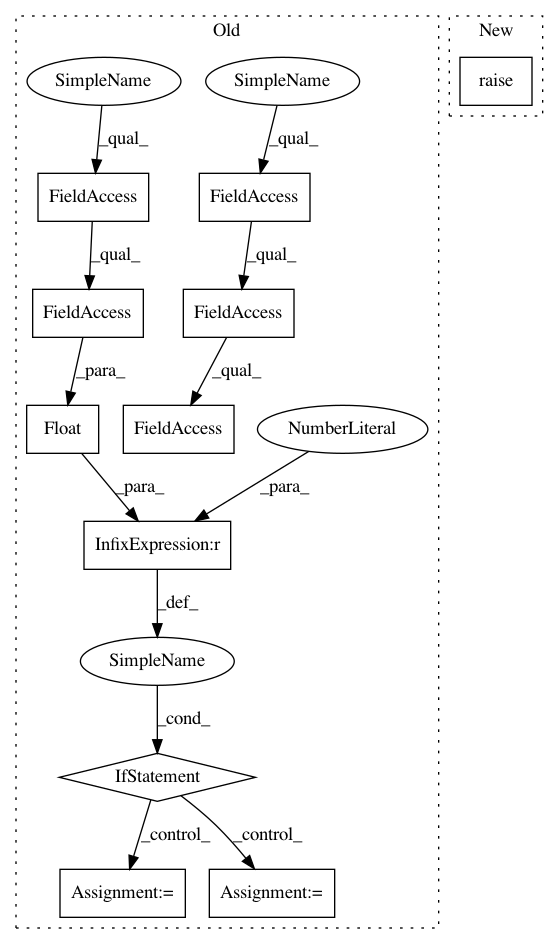 Old
New
SimpleName
SimpleName
raise
_qual_
_qual_
FieldAccess
FieldAccess
_qual_
_qual_
FieldAccess
FieldAccess
_para_
_qual_
Float
FieldAccess
NumberLiteral
_para_
_para_
InfixExpression:r
_def_
SimpleName
_cond_
IfStatement
_control_
_control_
Assignment:=
Assignment:=